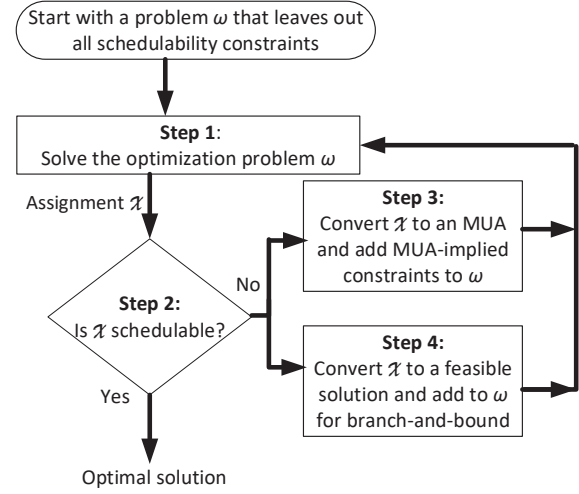 Start with a problem ω that leaves out
all schedulability constraints
Step 1:
Solve the optimization problem ω
Assignment 𝒳
Step 2:
Is 𝒳 schedulable?
No
Yes
Step 3:
Convert 𝒳 to an MUA
and add MUA-implied
constraints to ω
Step 4:
Convert 𝒳 to a feasible
solution and add to ω
for branch-and-bound
Optimal solution